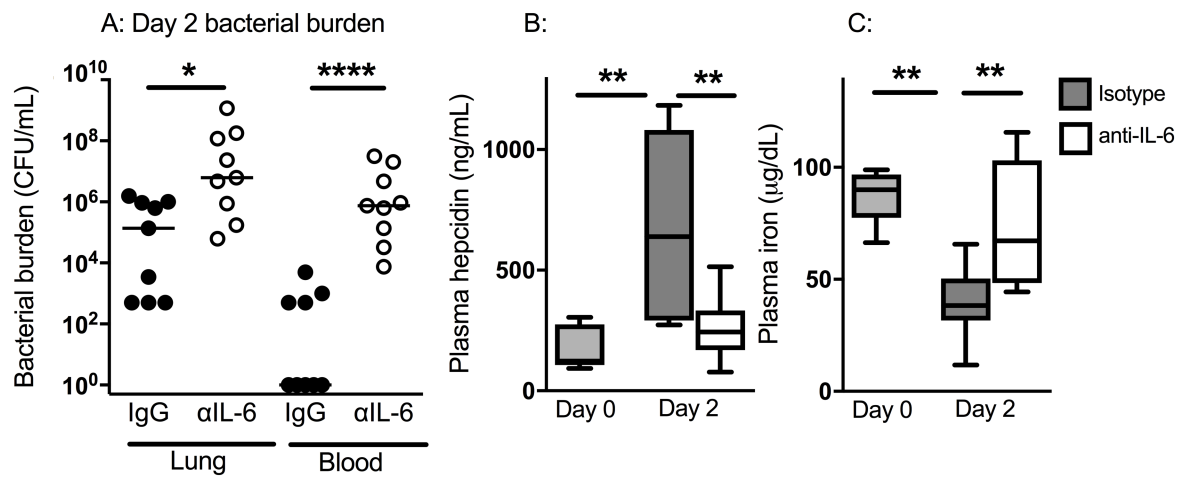 A: Day 2 bacterial burden
Bacterial burden (CFU/mL)
10^10
10^8
10^6
10^4
10^2
10^0
*
****
IgG αIL-6 IgG αIL-6
Lung Blood
B:
Plasma hepcidin (ng/mL)
1000
500
0
**
**
Day 0 Day 2
C:
Plasma iron (µg/dL)
100
50
0
**
**
Day 0 Day 2
Isotype
anti-IL-6